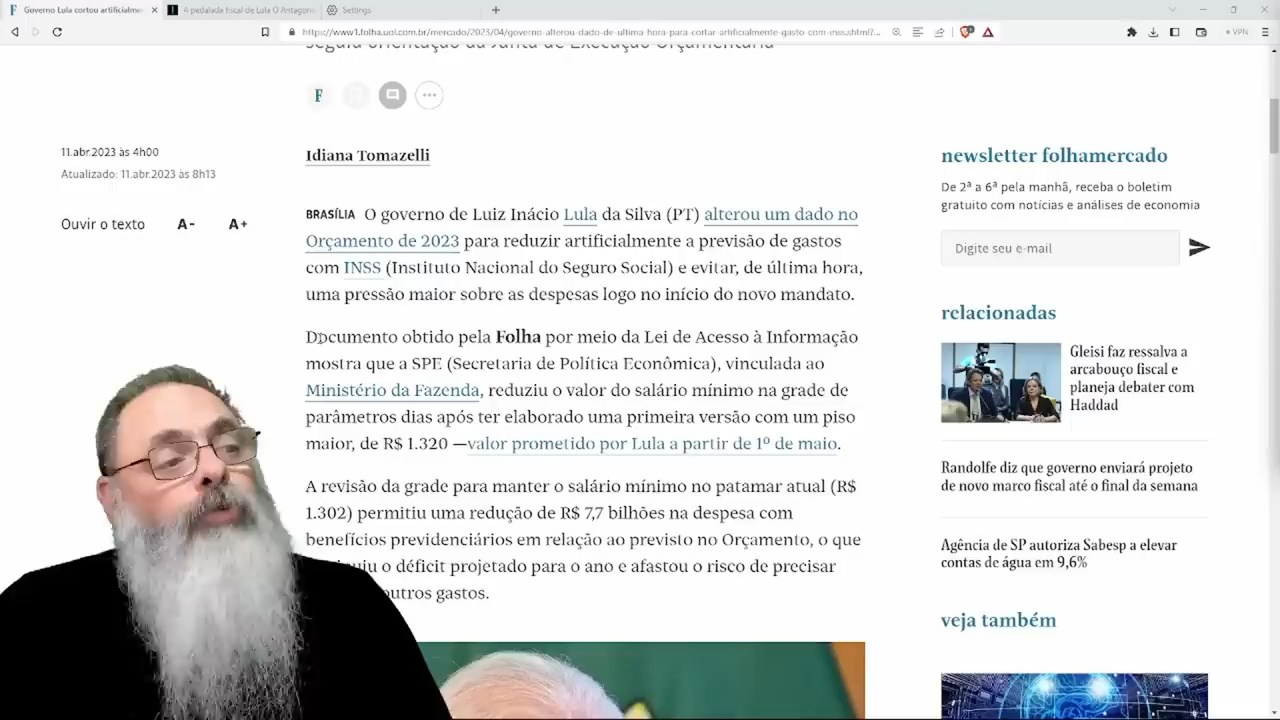 Governo Lula cortou artificialme
A pedalada fiscal de Lula O Antagonis
Settings
https://www1.folha.uol.com.br/mercado/2023/04/governo-alterou-dado-de-ultima-hora-para-cortar-artificialmente-gasto-com-inss.shtml?...
VPN
seguiu orientação da Junta de Execução Orçamentária
F
11.abr.2023 às 4h00
Atualizado: 11.abr.2023 às 8h13
Ouvir o texto A- A+
Idiana Tomazelli
BRASÍLIA O governo de Luiz Inácio Lula da Silva (PT) alterou um dado no
Orçamento de 2023 para reduzir artificialmente a previsão de gastos
com INSS (Instituto Nacional do Seguro Social) e evitar, de última hora,
uma pressão maior sobre as despesas logo no início do novo mandato.
Documento obtido pela Folha por meio da Lei de Acesso à Informação
mostra que a SPE (Secretaria de Política Econômica), vinculada ao
Ministério da Fazenda, reduziu o valor do salário mínimo na grade de
parâmetros dias após ter elaborado uma primeira versão com um piso
maior, de R$ 1.320 —valor prometido por Lula a partir de 1º de maio.
A revisão da grade para manter o salário mínimo no patamar atual (R$
1.302) permitiu uma redução de R$ 7,7 bilhões na despesa com
benefícios previdenciários em relação ao previsto no Orçamento, o que
o déficit projetado para o ano e afastou o risco de precisar
outros gastos.
newsletter folhamercado
De 2ª a 6ª pela manhã, receba o boletim
gratuito com notícias e análises de economia
Digite seu e-mail
relacionadas
Gleisi faz ressalva a
arcabouço fiscal e
planeja debater com
Haddad
Randolfe diz que governo enviará projeto
de novo marco fiscal até o final da semana
Agência de SP autoriza Sabesp a elevar
contas de água em 9,6%
veja também